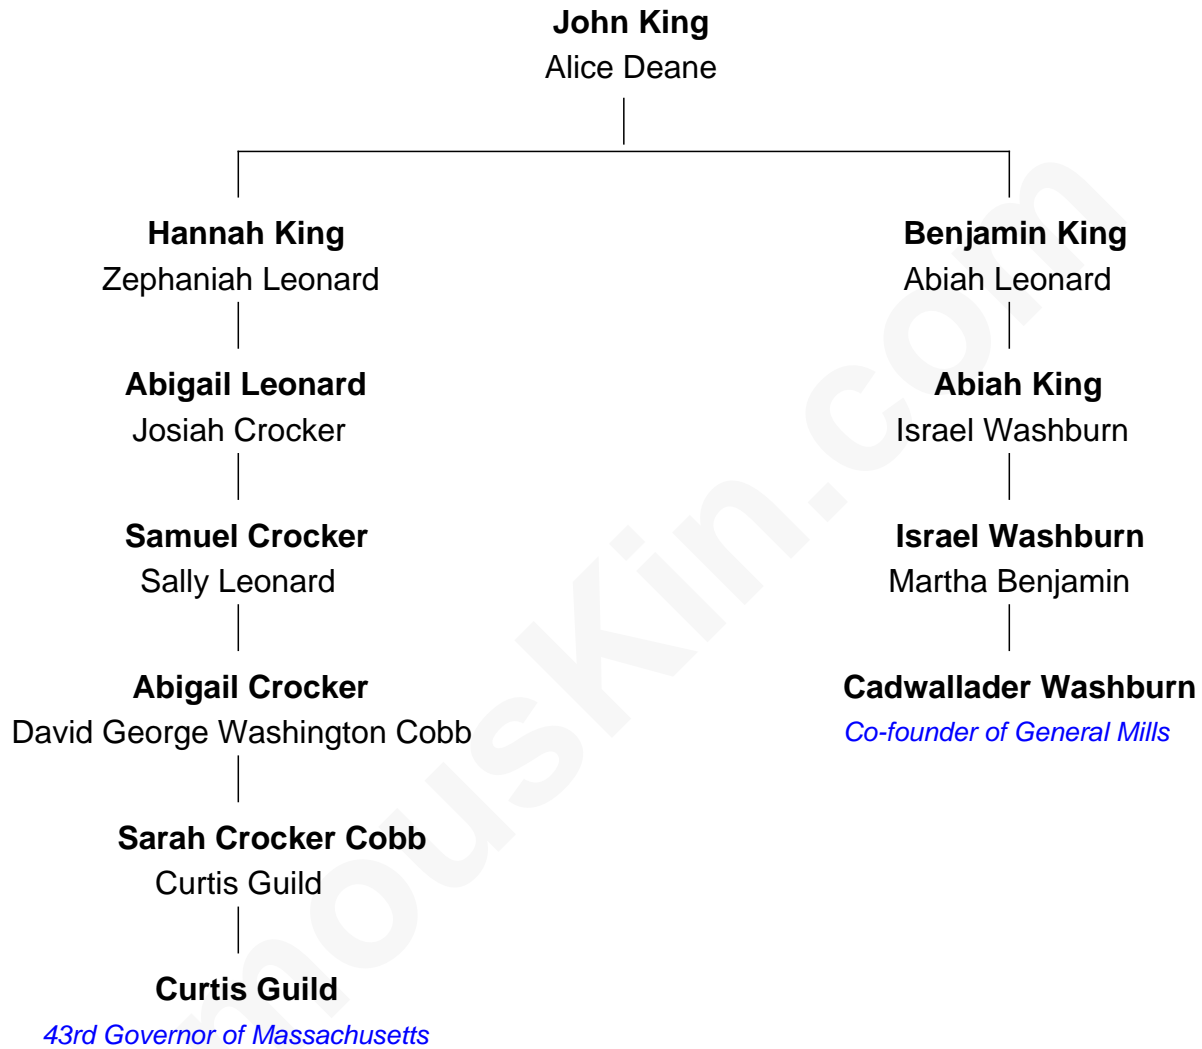 John King
Alice Deane
Hannah King
Zephaniah Leonard
Abigail Leonard
Josiah Crocker
Samuel Crocker
Sally Leonard
Abigail Crocker
David George Washington Cobb
Sarah Crocker Cobb
Curtis Guild
Curtis Guild
43rd Governor of Massachusetts
Benjamin King
Abiah Leonard
Abiah King
Israel Washburn
Israel Washburn
Martha Benjamin
Cadwallader Washburn
Co-founder of General Mills
mousKin.com